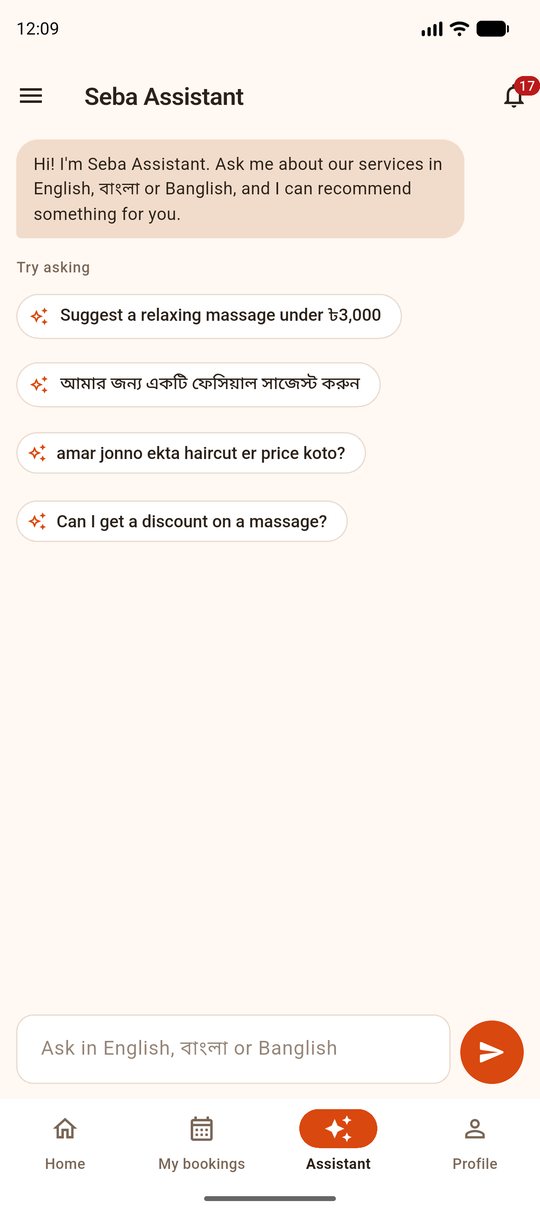 12:09
Seba Assistant
17
Hi! I'm Seba Assistant. Ask me about our services in
English, বাংলা or Banglish, and I can recommend
something for you.
Try asking
Suggest a relaxing massage under ৳3,000
আমার জন্য একটি ফেসিয়াল সাজেস্ট করুন
amar jonno ekta haircut er price koto?
Can I get a discount on a massage?
Ask in English, বাংলা or Banglish
Home
My bookings
Assistant
Profile